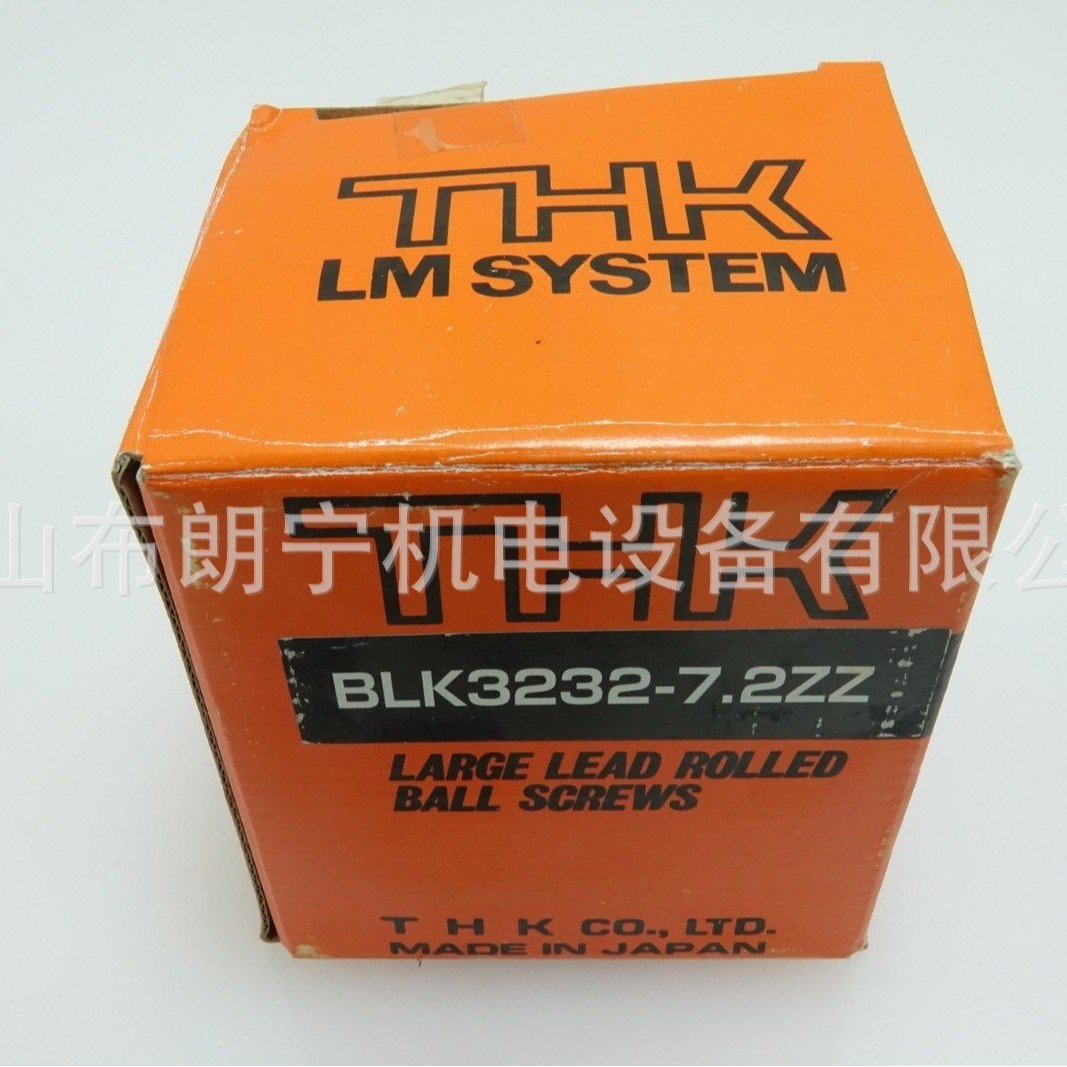 THK
LM SYSTEM
THK
山布朗宁机电设备有限公
BLK3232-7.2ZZ
LARGE LEAD ROLLED
BALL SCREWS
T H K CO., LTD.
MADE IN JAPAN